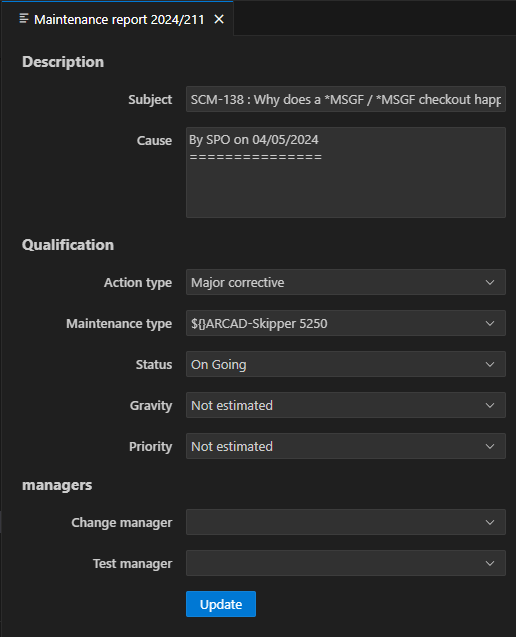 Maintenance report 2024/211
Description
Subject SCM-138 : Why does a *MSGF / *MSGF checkout happ
Cause By SPO on 04/05/2024
===============
Qualification
Action type Major corrective
Maintenance type ${}ARCAD-Skipper 5250
Status On Going
Gravity Not estimated
Priority Not estimated
managers
Change manager
Test manager
Update